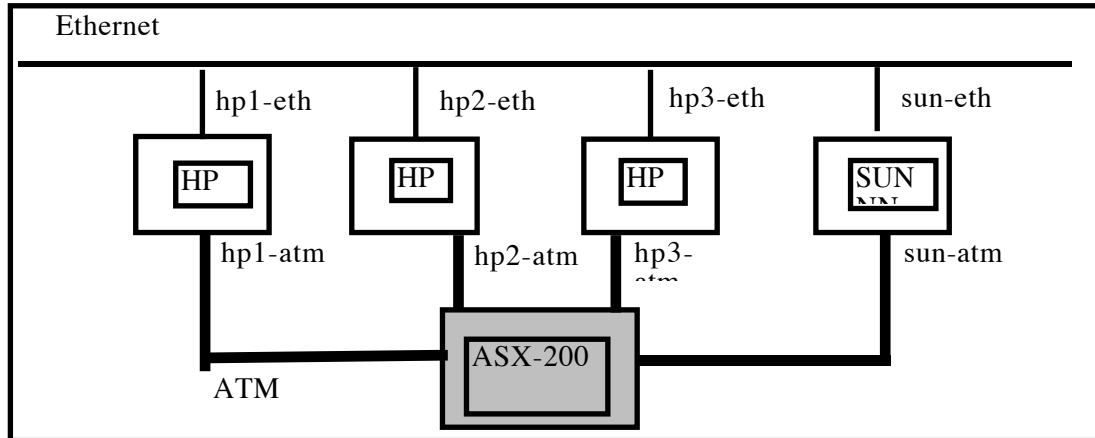 Ethernet
hp1-eth
hp2-eth
hp3-eth
sun-eth
HP
HP
HP
SUN
hp1-atm
hp2-atm
hp3-
sun-atm
ASX-200
ATM